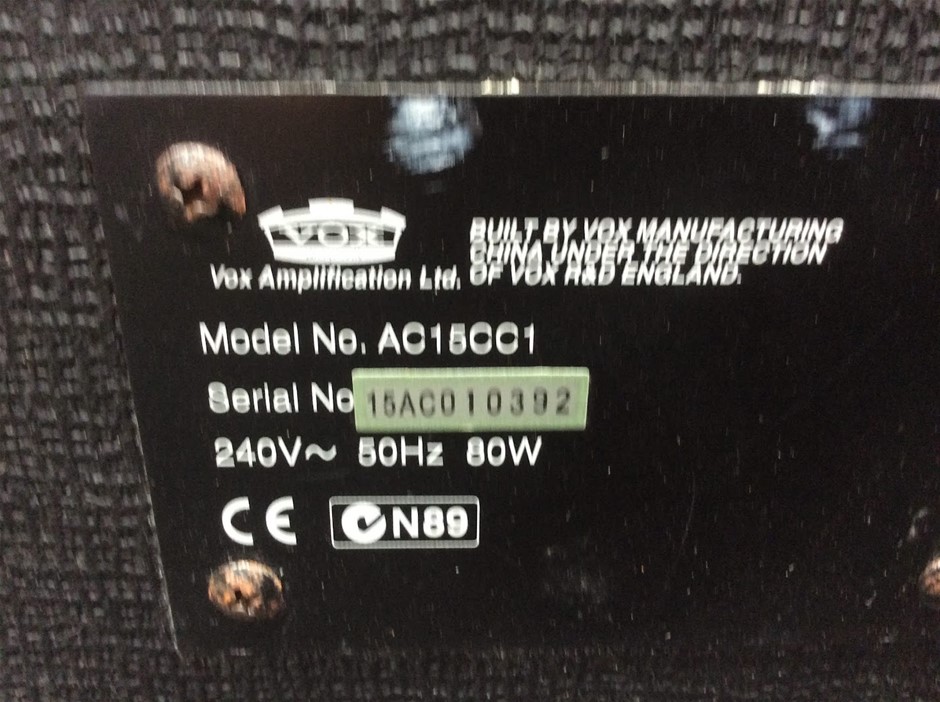 VOX
Vox Amplification Ltd.
BUILT BY VOX MANUFACTURING
CHINA UNDER THE DIRECTION
OF VOX R&D ENGLAND.
Model No. AC15CC1
Serial No 15AC010392
240V~ 50Hz 80W
CE N89